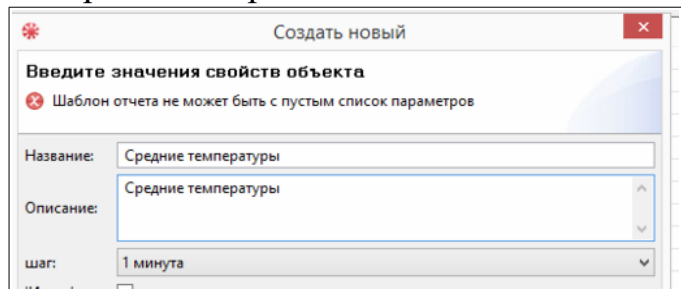 Создать новый
Введите значения свойств объекта
Шаблон отчета не может быть с пустым список параметров
Название: Средние температуры
Описание: Средние температуры
шаг: 1 минута